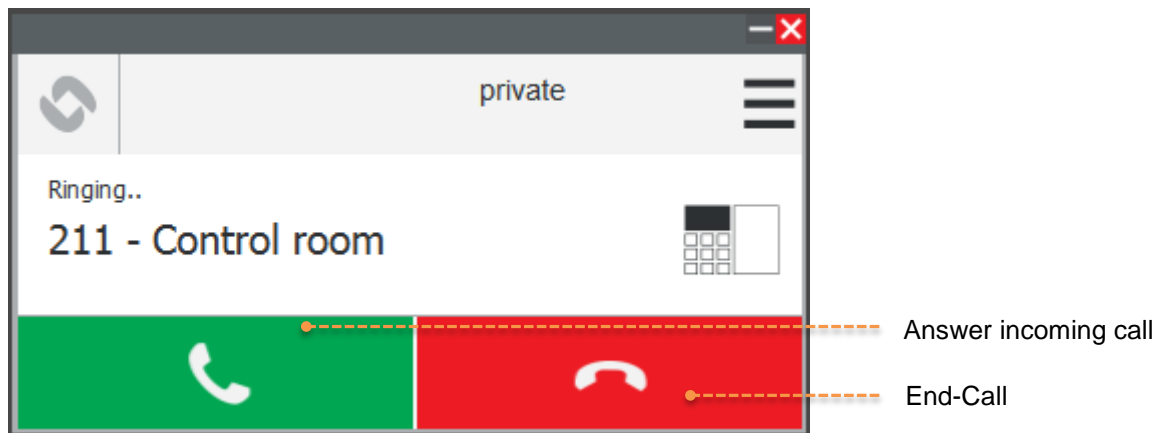 private
Ringing..
211 - Control room
Answer incoming call
End-Call